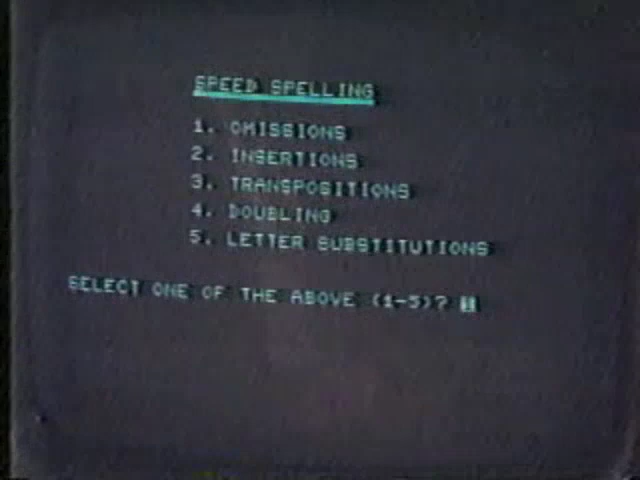 SPEED SPELLING
1. OMISSIONS
2. INSERTIONS
3. TRANSPOSITIONS
4. DOUBLING
5. LETTER SUBSTITUTIONS
SELECT ONE OF THE ABOVE (1-5)?